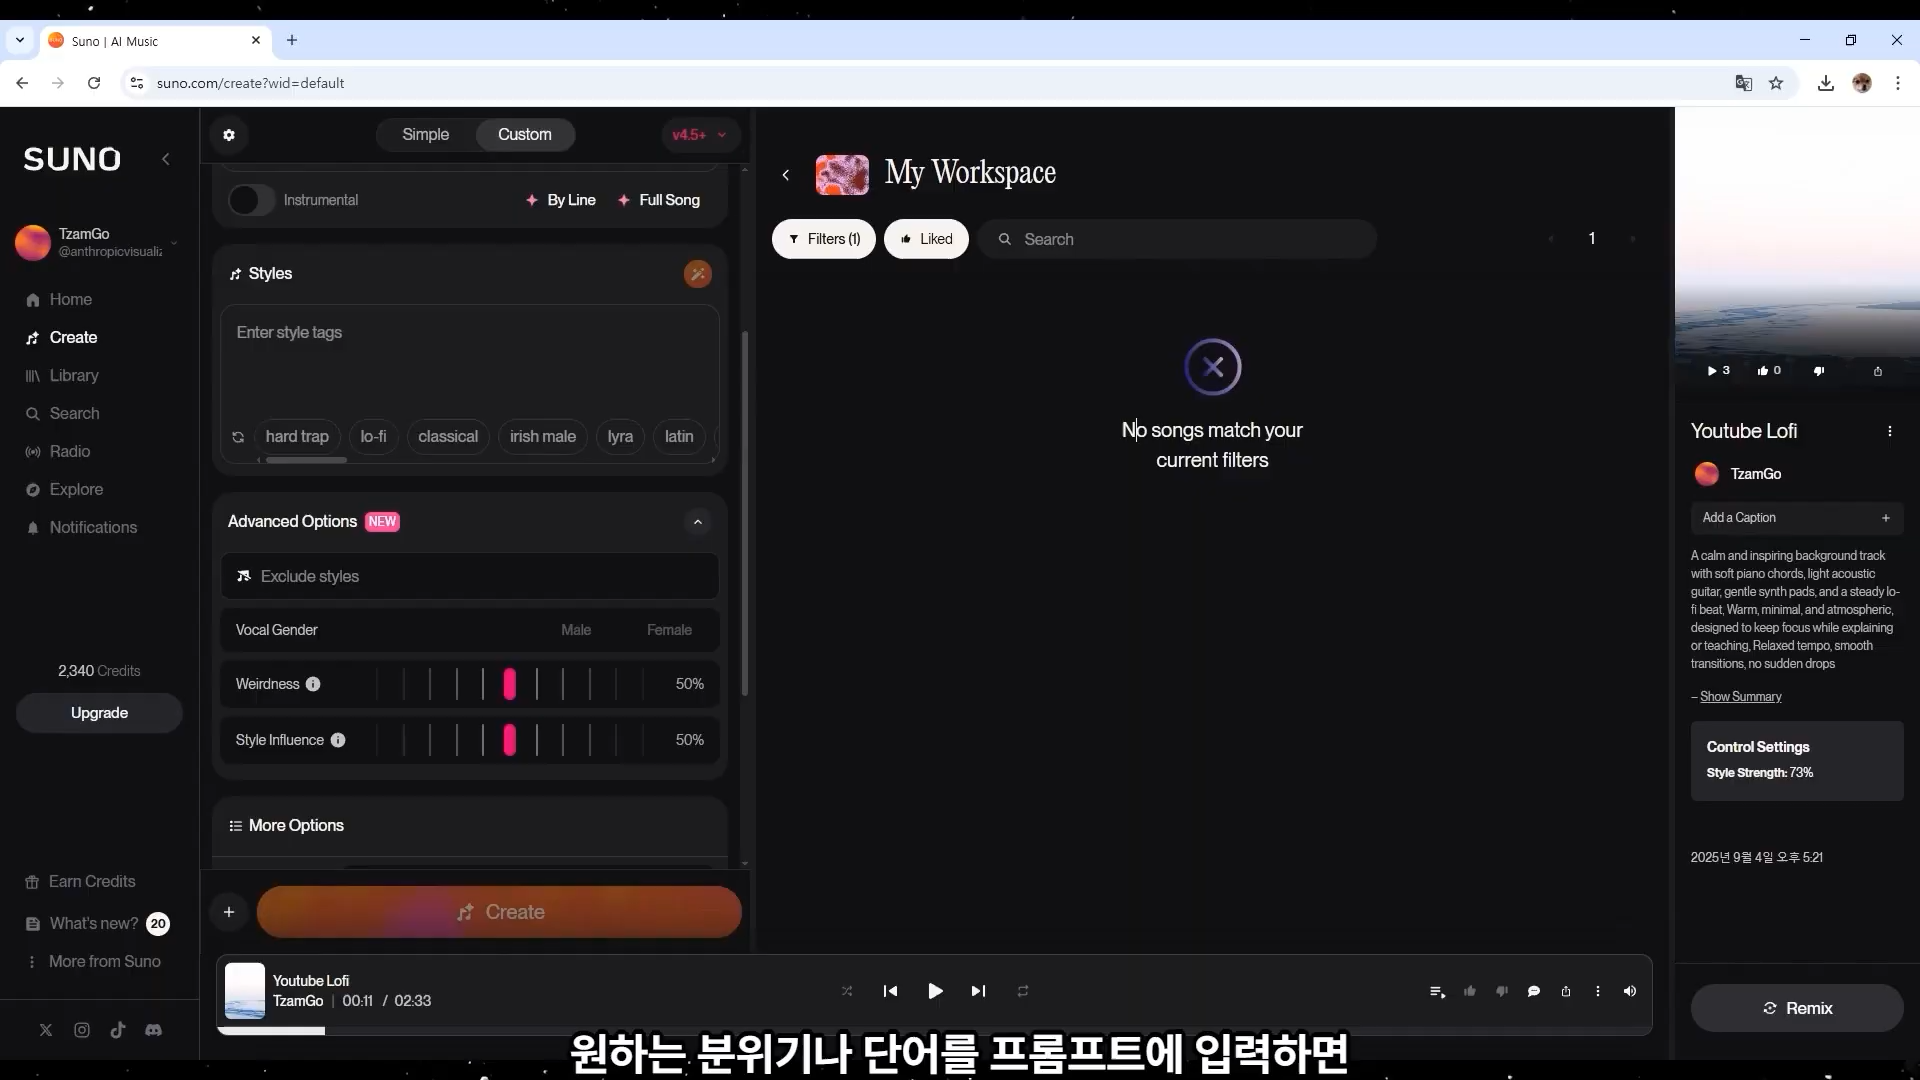 Suno | AI Music
suno.com/create?wid=default
SUNO
TzamGo
@anthropicvisualiz
Home
Create
Library
Search
Radio
Explore
Notifications
2,340 Credits
Upgrade
Earn Credits
What's new? 20
More from Suno
Simple Custom v4.5+
Instrumental By Line Full Song
Styles
Enter style tags
hard trap lo-fi classical irish male lyra latin
Advanced Options NEW
Exclude styles
Vocal Gender Male Female
Weirdness 50%
Style Influence 50%
More Options
Create
My Workspace
Filters (1) Liked Search 1
No songs match your
current filters
3 0
Youtube Lofi
TzamGo
Add a Caption
A calm and inspiring background track
with soft piano chords, light acoustic
guitar, gentle synth pads, and a steady lo-
fi beat, Warm, minimal, and atmospheric,
designed to keep focus while explaining
or teaching, Relaxed tempo, smooth
transitions, no sudden drops
– Show Summary
Control Settings
Style Strength: 73%
2025년 9월 4일 오후 5:21
Remix
Youtube Lofi
TzamGo | 00:11 / 02:33
원하는 분위기나 단어를 프롬프트에 입력하면